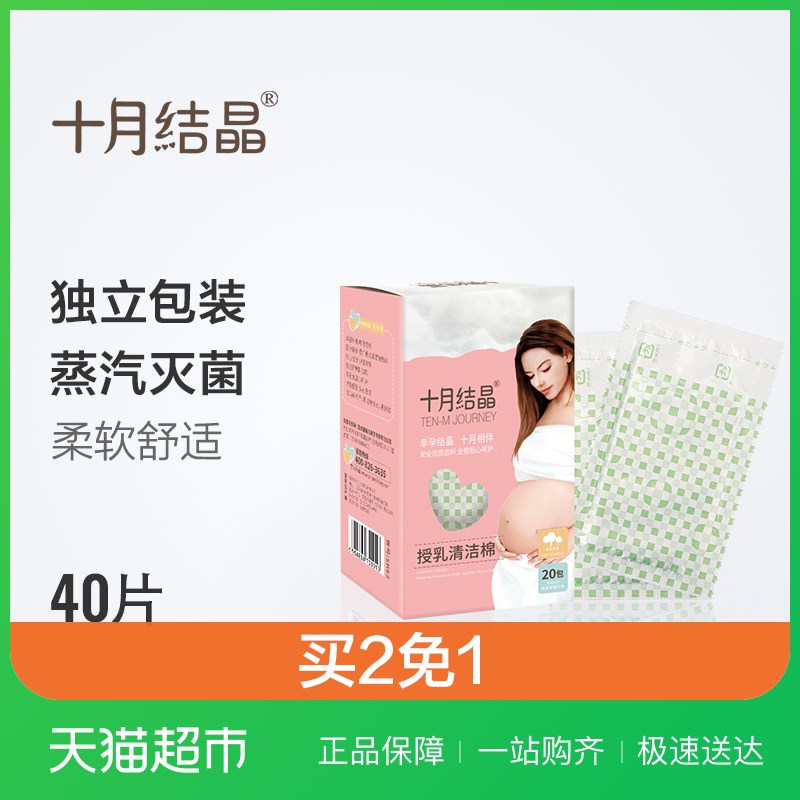 十月结晶®
独立包装
蒸汽灭菌
柔软舒适
40片
十月结晶®
TEN-M JOURNEY
幸孕结晶 十月相伴
安全优质选料 全程贴心呵护
授乳清洁棉
20包
400-826-3635
买2免1
天猫超市
正品保障
一站购齐
极速送达